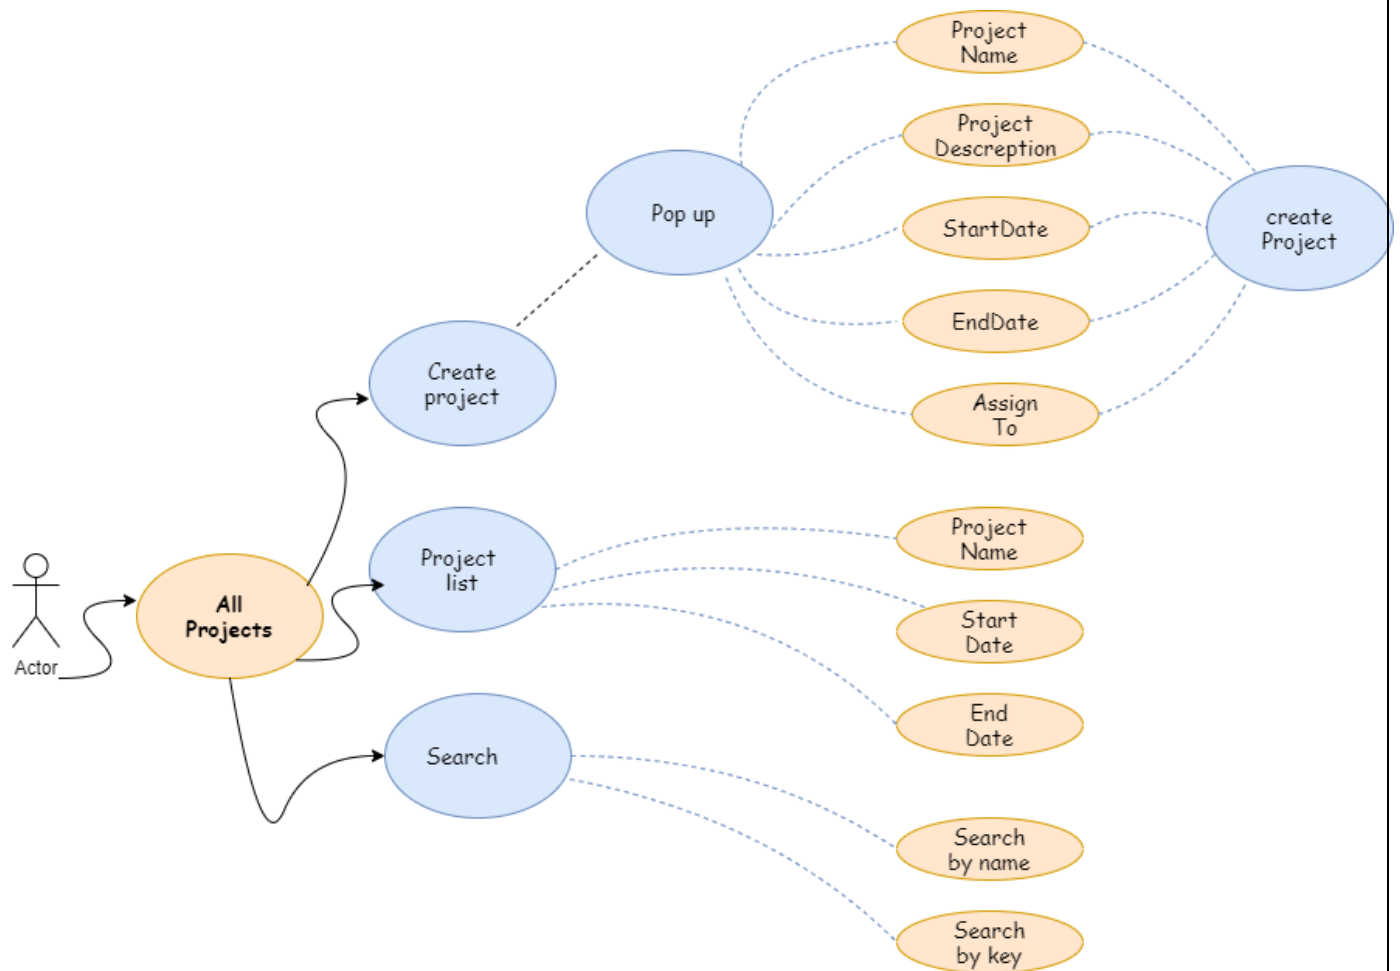 Project
Name
Project
Descreption
Pop up
StartDate
create
Project
EndDate
Create
project
Assign
To
Project
Name
Project
list
Actor
All
Projects
Start
Date
End
Date
Search
Search
by name
Search
by key